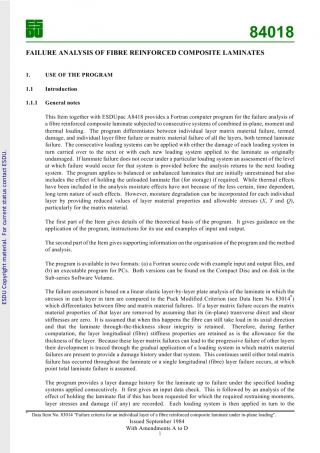 84018
FAILURE ANALYSIS OF FIBRE REINFORCED COMPOSITE LAMINATES
1. USE OF THE PROGRAM
1.1 Introduction
1.1.1 General notes
This Item together with ESDUpac A8418 provides a Fortran computer program for the failure analysis of
a fibre reinforced composite laminate subjected to consecutive systems of combined in-plane, moment and
thermal loading. The program differentiates between individual layer matrix material failure, termed
damage, and individual layer fibre failure or matrix material failure of all the layers, both termed laminate
failure. The consecutive loading systems can be applied with either the damage of each loading system in
turn carried over to the next or with each new loading system applied to the laminate as originally
undamaged. If laminate failure does not occur under a particular loading system an assessment of the level
at which failure would occur for that system is provided before the analysis returns to the next loading
system. The program applies to balanced or unbalanced laminates that are initially unrestrained but also
includes the effect of holding the unloaded laminate flat (for storage) if required. While thermal effects
have been included in the analysis moisture effects have not because of the less certain, time dependent,
long term nature of such effects. However, moisture degradation can be incorporated for each individual
layer by providing reduced values of layer material properties and allowable stresses (X, Y and Q),
particularly for the matrix material.
The first part of the Item gives details of the theoretical basis of the program. It gives guidance on the
application of the program, instructions for its use and examples of input and output.
The second part of the Item gives supporting information on the organisation of the program and the method
of analysis.
The program is available in two formats: (a) a Fortran source code with example input and output files, and
(b) an executable program for PCs. Both versions can be found on the Compact Disc and on disk in the
Sub-series Software Volume.
The failure assessment is based on a linear elastic layer-by-layer plate analysis of the laminate in which the
stresses in each layer in turn are compared to the Puck Modified Criterion (see Data Item No. 83014*)
which differentiates between fibre and matrix material failures. If a layer matrix failure occurs the matrix
material properties of that layer are removed by assuming that its (in-plane) transverse direct and shear
stiffnesses are zero. It is assumed that when this happens the fibre can still take load in its axial direction
and that the laminate through-the-thickness shear integrity is retained. Therefore, during further
computation, the layer longitudinal (fibre) stiffness properties are retained as is the allowance for the
thickness of the layer. Because these layer matrix failures can lead to the progressive failure of other layers
their development is traced through the gradual application of a loading system in which matrix material
failures are present to provide a damage history under that system. This continues until either total matrix
failure has occurred throughout the laminate or a single longitudinal (fibre) layer failure occurs, at which
point total laminate failure is assumed.
The program provides a layer damage history for the laminate up to failure under the specified loading
systems applied consecutively. It first gives an input data check. This is followed by an analysis of the
effect of holding the laminate flat if this has been requested for which the required restraining moments,
layer stresses and damage (if any) are recorded. Each loading system is then applied in turn to the
* Data Item No. 83014 "Failure criteria for an individual layer of a fibre reinforced composite laminate under in-plane loading".
Issued September 1984
With Amendments A to D
1
ESDU Copyright material. For current status contact ESDU.
ESDU